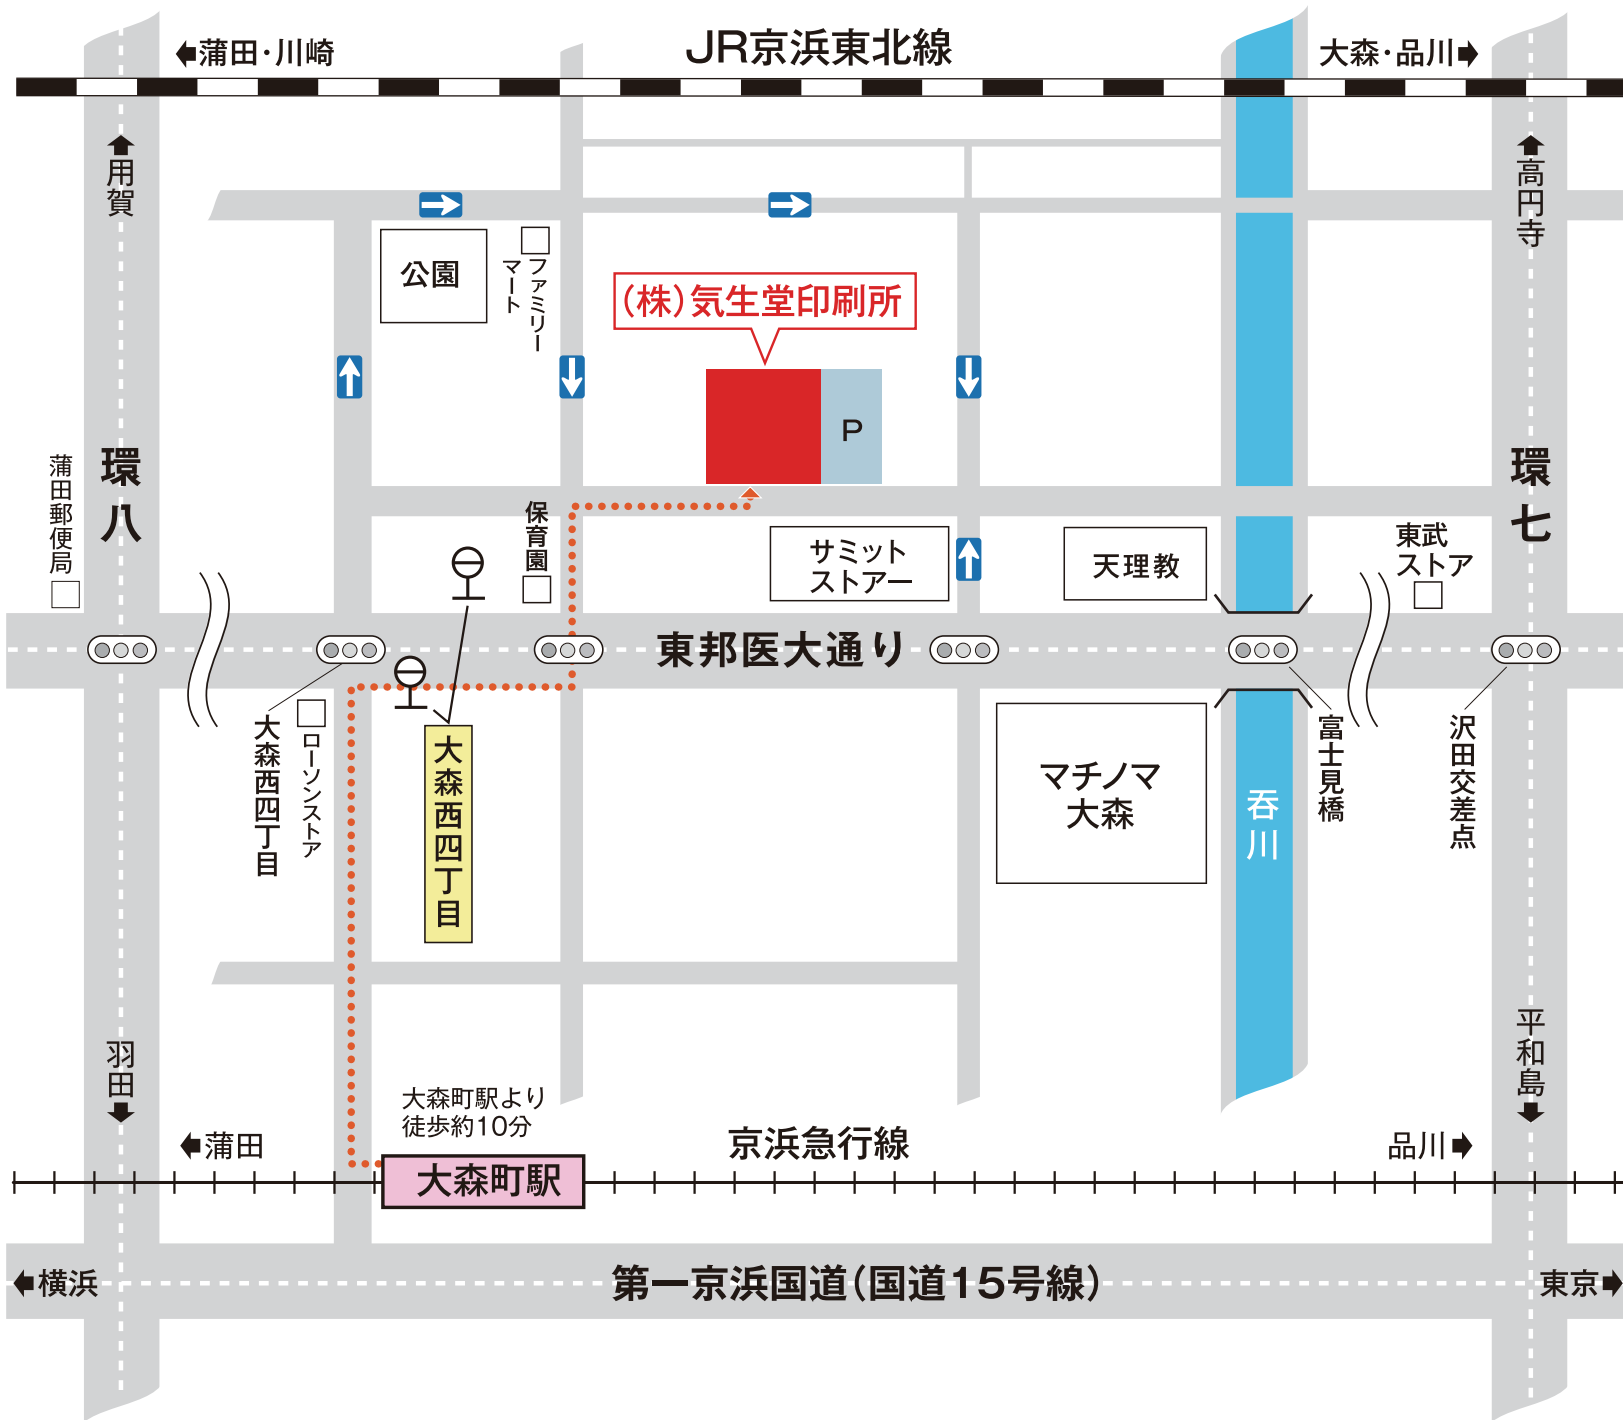 蒲田・川崎
JR京浜東北線
大森・品川
用賀
高円寺
公園
ファミリー
マート
(株)気生堂印刷所
P
蒲田郵便局
環八
保育園
サミット
ストアー
天理教
東武
ストア
環七
東邦医大通り
大森西四丁目
ローソンストア
大森西四丁目
マチノマ
大森
呑川
富士見橋
沢田交差点
羽田
平和島
大森町駅より
徒歩約10分
蒲田
京浜急行線
品川
大森町駅
横浜
第一京浜国道(国道15号線)
東京